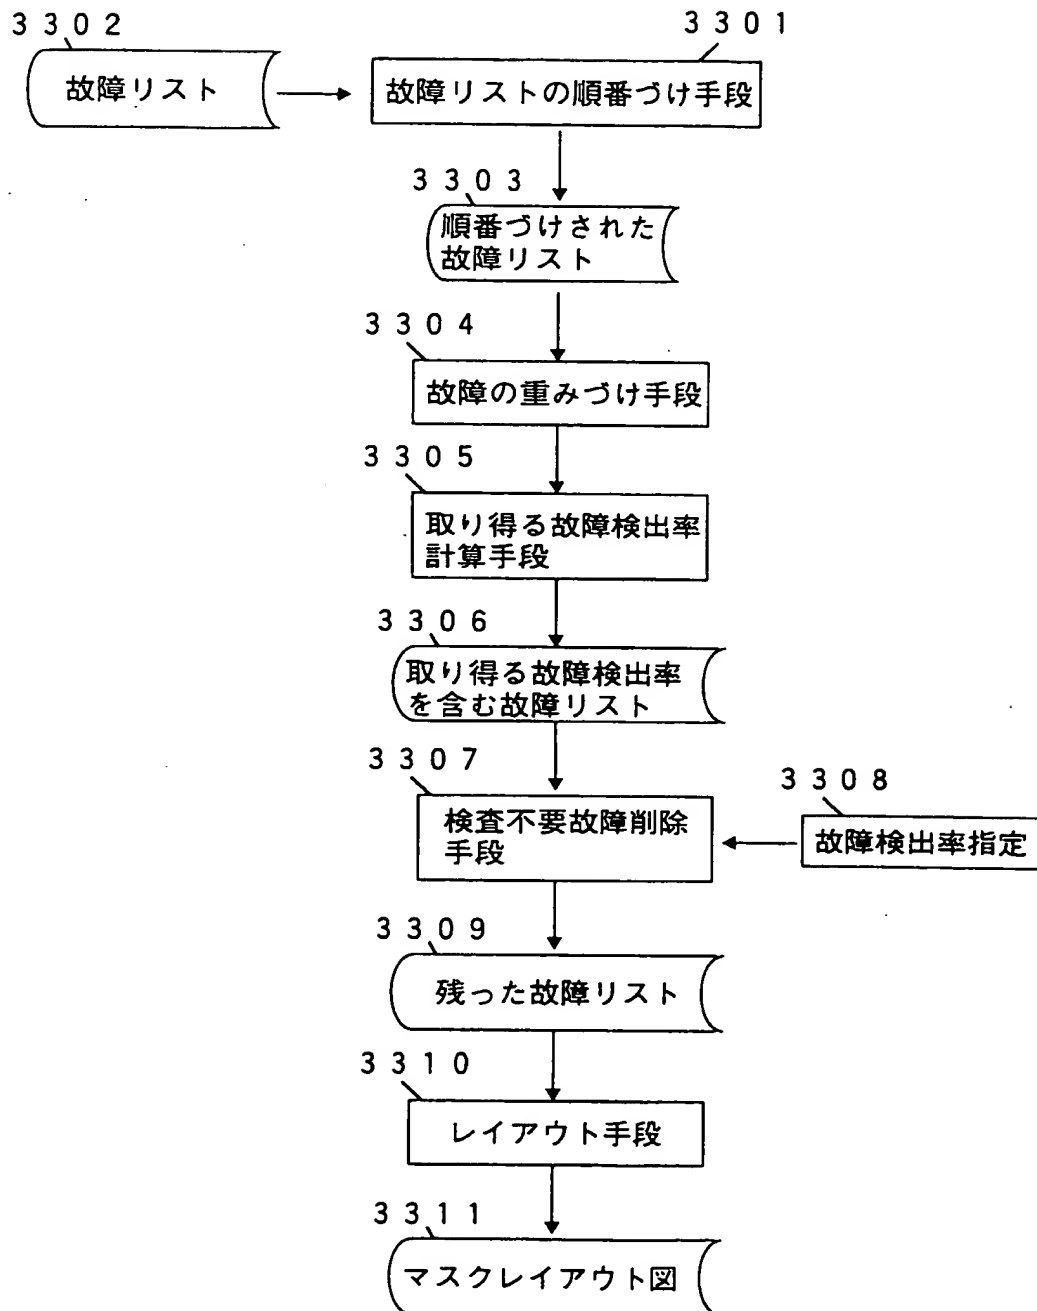 3302
3301
故障リスト
故障リストの順番づけ手段
3303
順番づけされた
故障リスト
3304
故障の重みづけ手段
3305
取り得る故障検出率
計算手段
3306
取り得る故障検出率
を含む故障リスト
3307
3308
検査不要故障削除
手段
故障検出率指定
3309
残った故障リスト
3310
レイアウト手段
3311
マスクレイアウト図